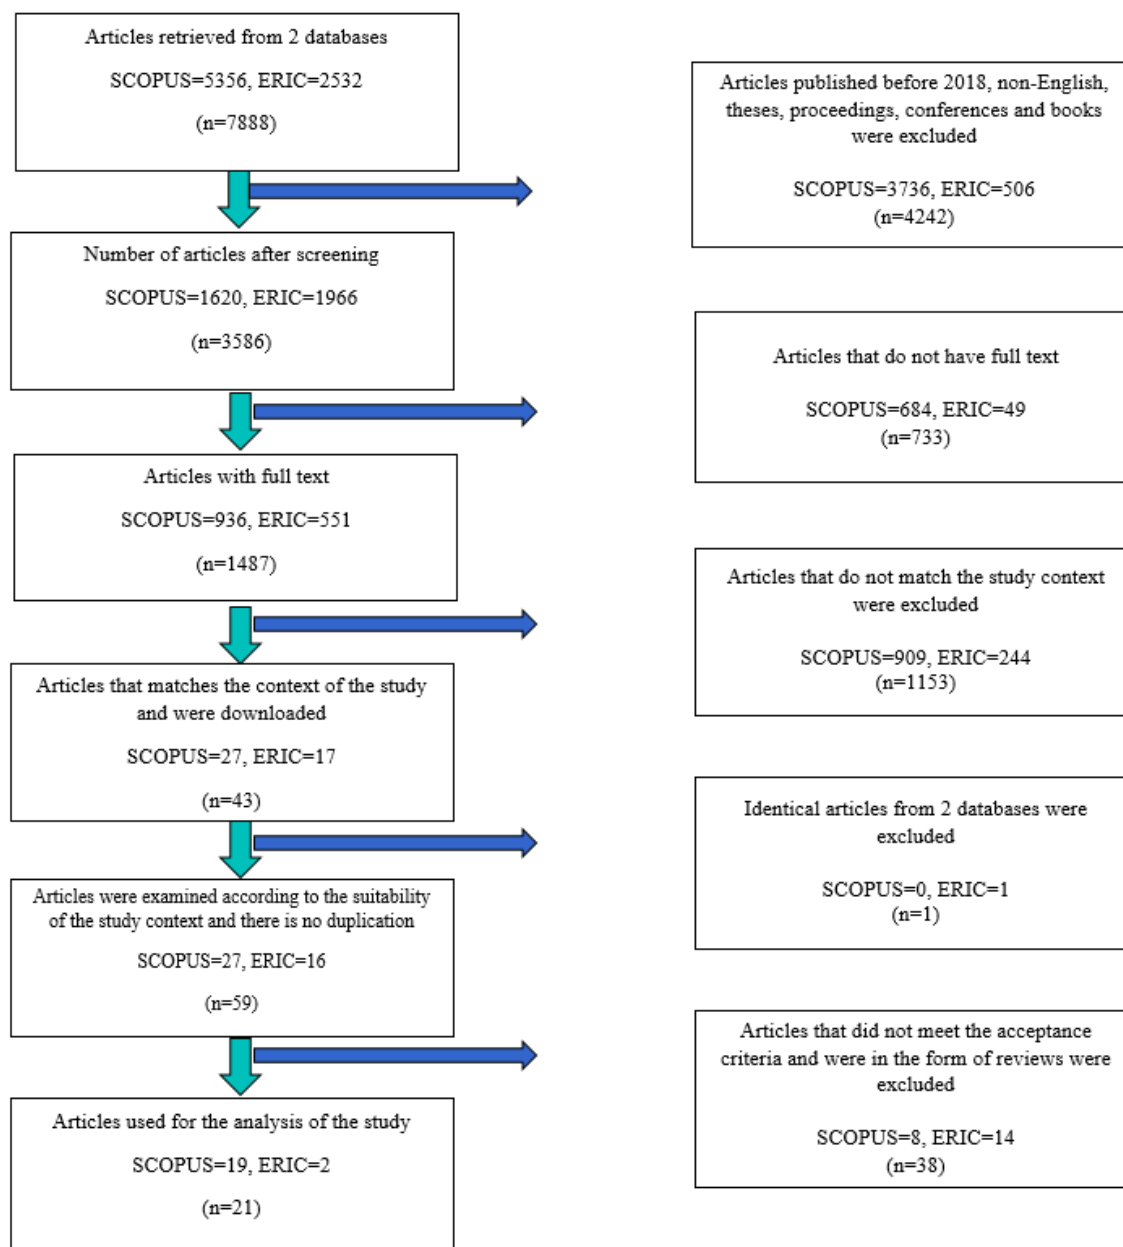 Articles retrieved from 2 databases
SCOPUS=5356, ERIC=2532
(n=7888)
Articles published before 2018, non-English,
theses, proceedings, conferences and books
were excluded
SCOPUS=3736, ERIC=506
(n=4242)
Number of articles after screening
SCOPUS=1620, ERIC=1966
(n=3586)
Articles that do not have full text
SCOPUS=684, ERIC=49
(n=733)
Articles with full text
SCOPUS=936, ERIC=551
(n=1487)
Articles that do not match the study context
were excluded
SCOPUS=909, ERIC=244
(n=1153)
Articles that matches the context of the study
and were downloaded
SCOPUS=27, ERIC=17
(n=43)
Identical articles from 2 databases were
excluded
SCOPUS=0, ERIC=1
(n=1)
Articles were examined according to the suitability
of the study context and there is no duplication
SCOPUS=27, ERIC=16
(n=59)
Articles that did not meet the acceptance
criteria and were in the form of reviews were
excluded
SCOPUS=8, ERIC=14
(n=38)
Articles used for the analysis of the study
SCOPUS=19, ERIC=2
(n=21)